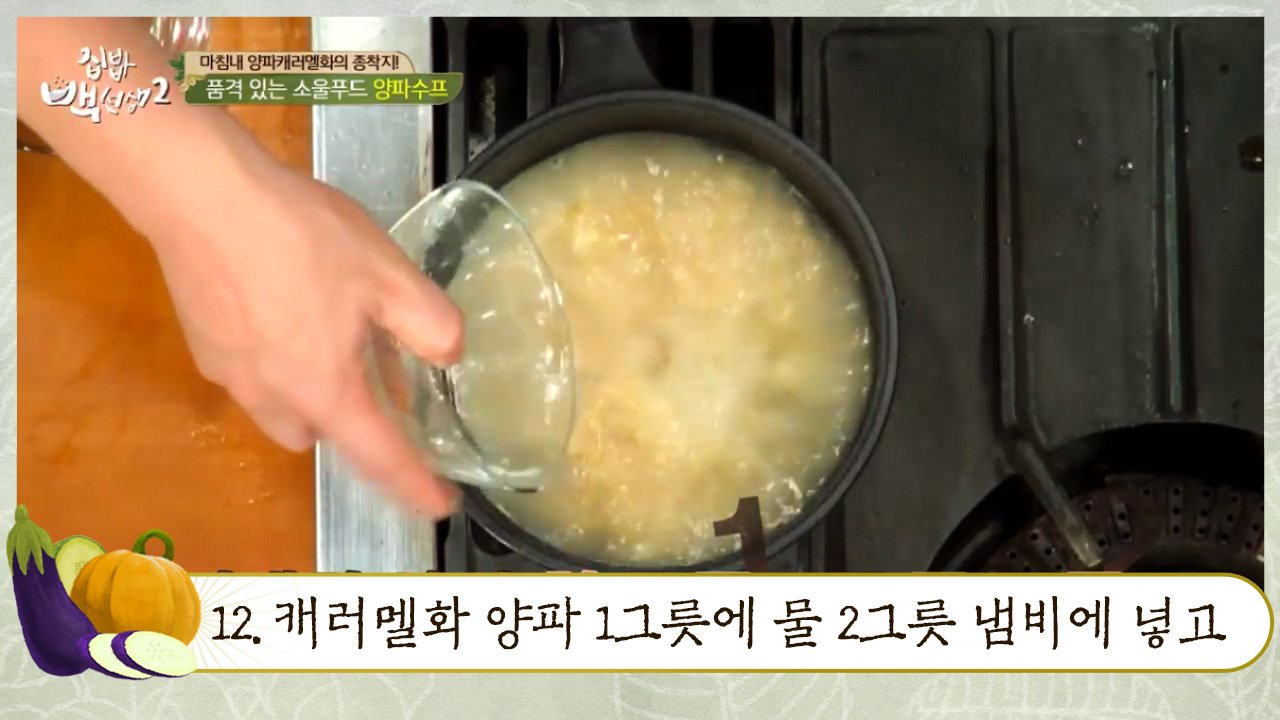 집밥
백선생2
마침내 양파캐러멜화의 종착지!
품격 있는 소울푸드 양파수프
1
12. 캐러멜화 양파 1그릇에 물 2그릇 냄비에 넣고